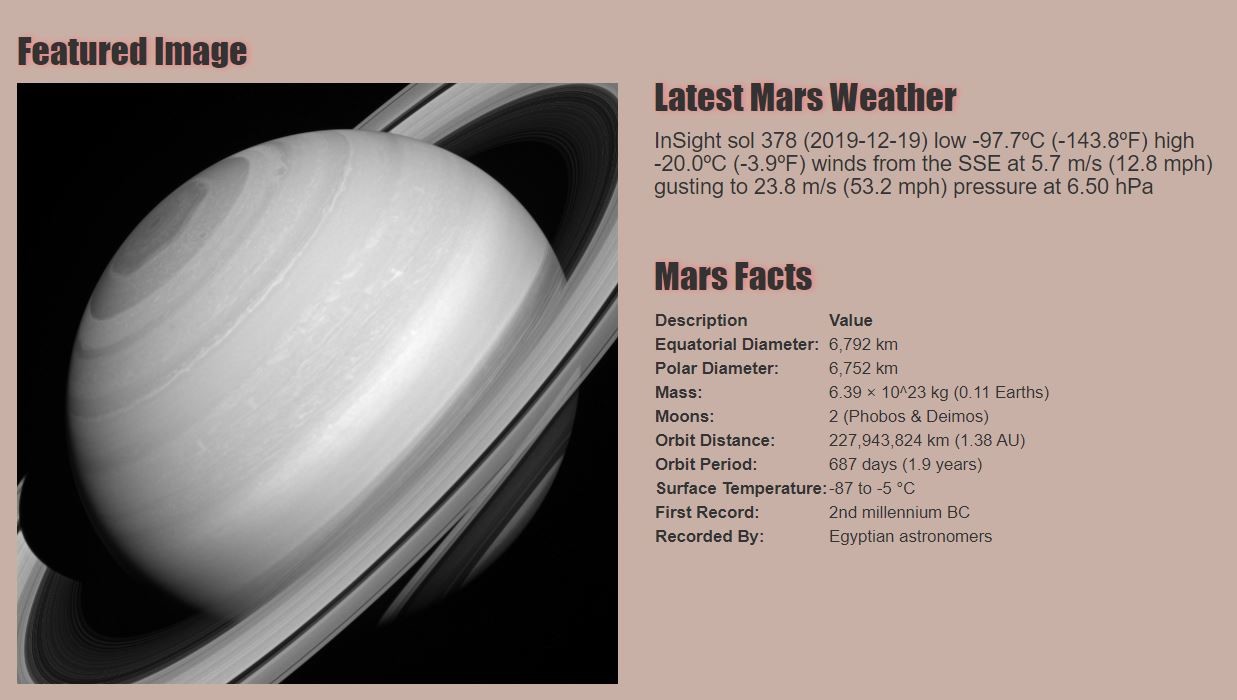 Featured Image
Latest Mars Weather
InSight sol 378 (2019-12-19) low -97.7ºC (-143.8ºF) high
-20.0ºC (-3.9ºF) winds from the SSE at 5.7 m/s (12.8 mph)
gusting to 23.8 m/s (53.2 mph) pressure at 6.50 hPa
Mars Facts
Description Value
Equatorial Diameter: 6,792 km
Polar Diameter: 6,752 km
Mass: 6.39 × 10^23 kg (0.11 Earths)
Moons: 2 (Phobos & Deimos)
Orbit Distance: 227,943,824 km (1.38 AU)
Orbit Period: 687 days (1.9 years)
Surface Temperature: -87 to -5 °C
First Record: 2nd millennium BC
Recorded By: Egyptian astronomers